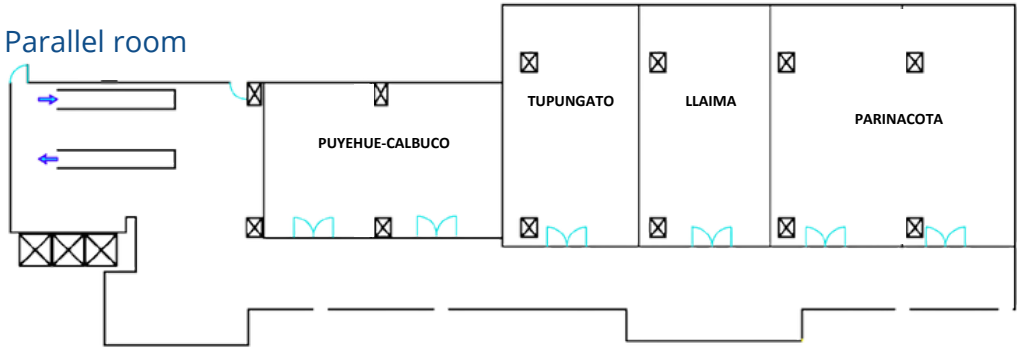 Parallel room
TUPUNGATO
LLAIMA
PARINACOTA
PUYEHUE-CALBUCO